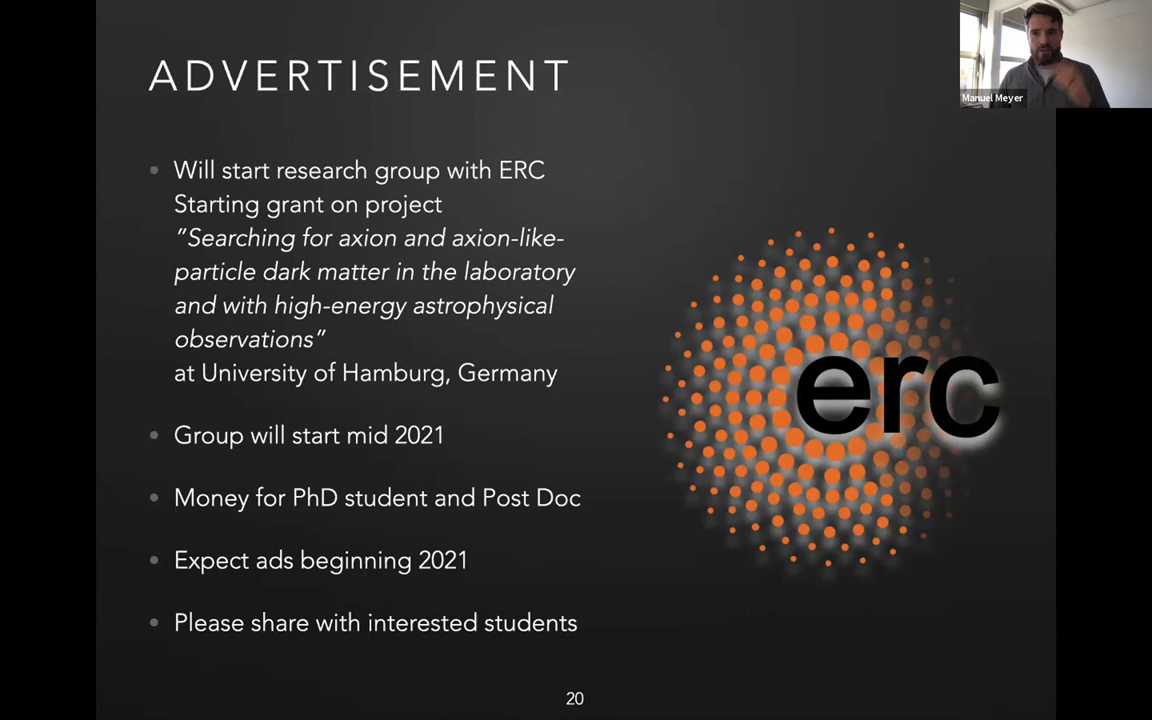 ADVERTISEMENT
Manuel Meyer
• Will start research group with ERC
Starting grant on project
"Searching for axion and axion-like-
particle dark matter in the laboratory
and with high-energy astrophysical
observations"
at University of Hamburg, Germany
• Group will start mid 2021
• Money for PhD student and Post Doc
• Expect ads beginning 2021
• Please share with interested students
erc
20